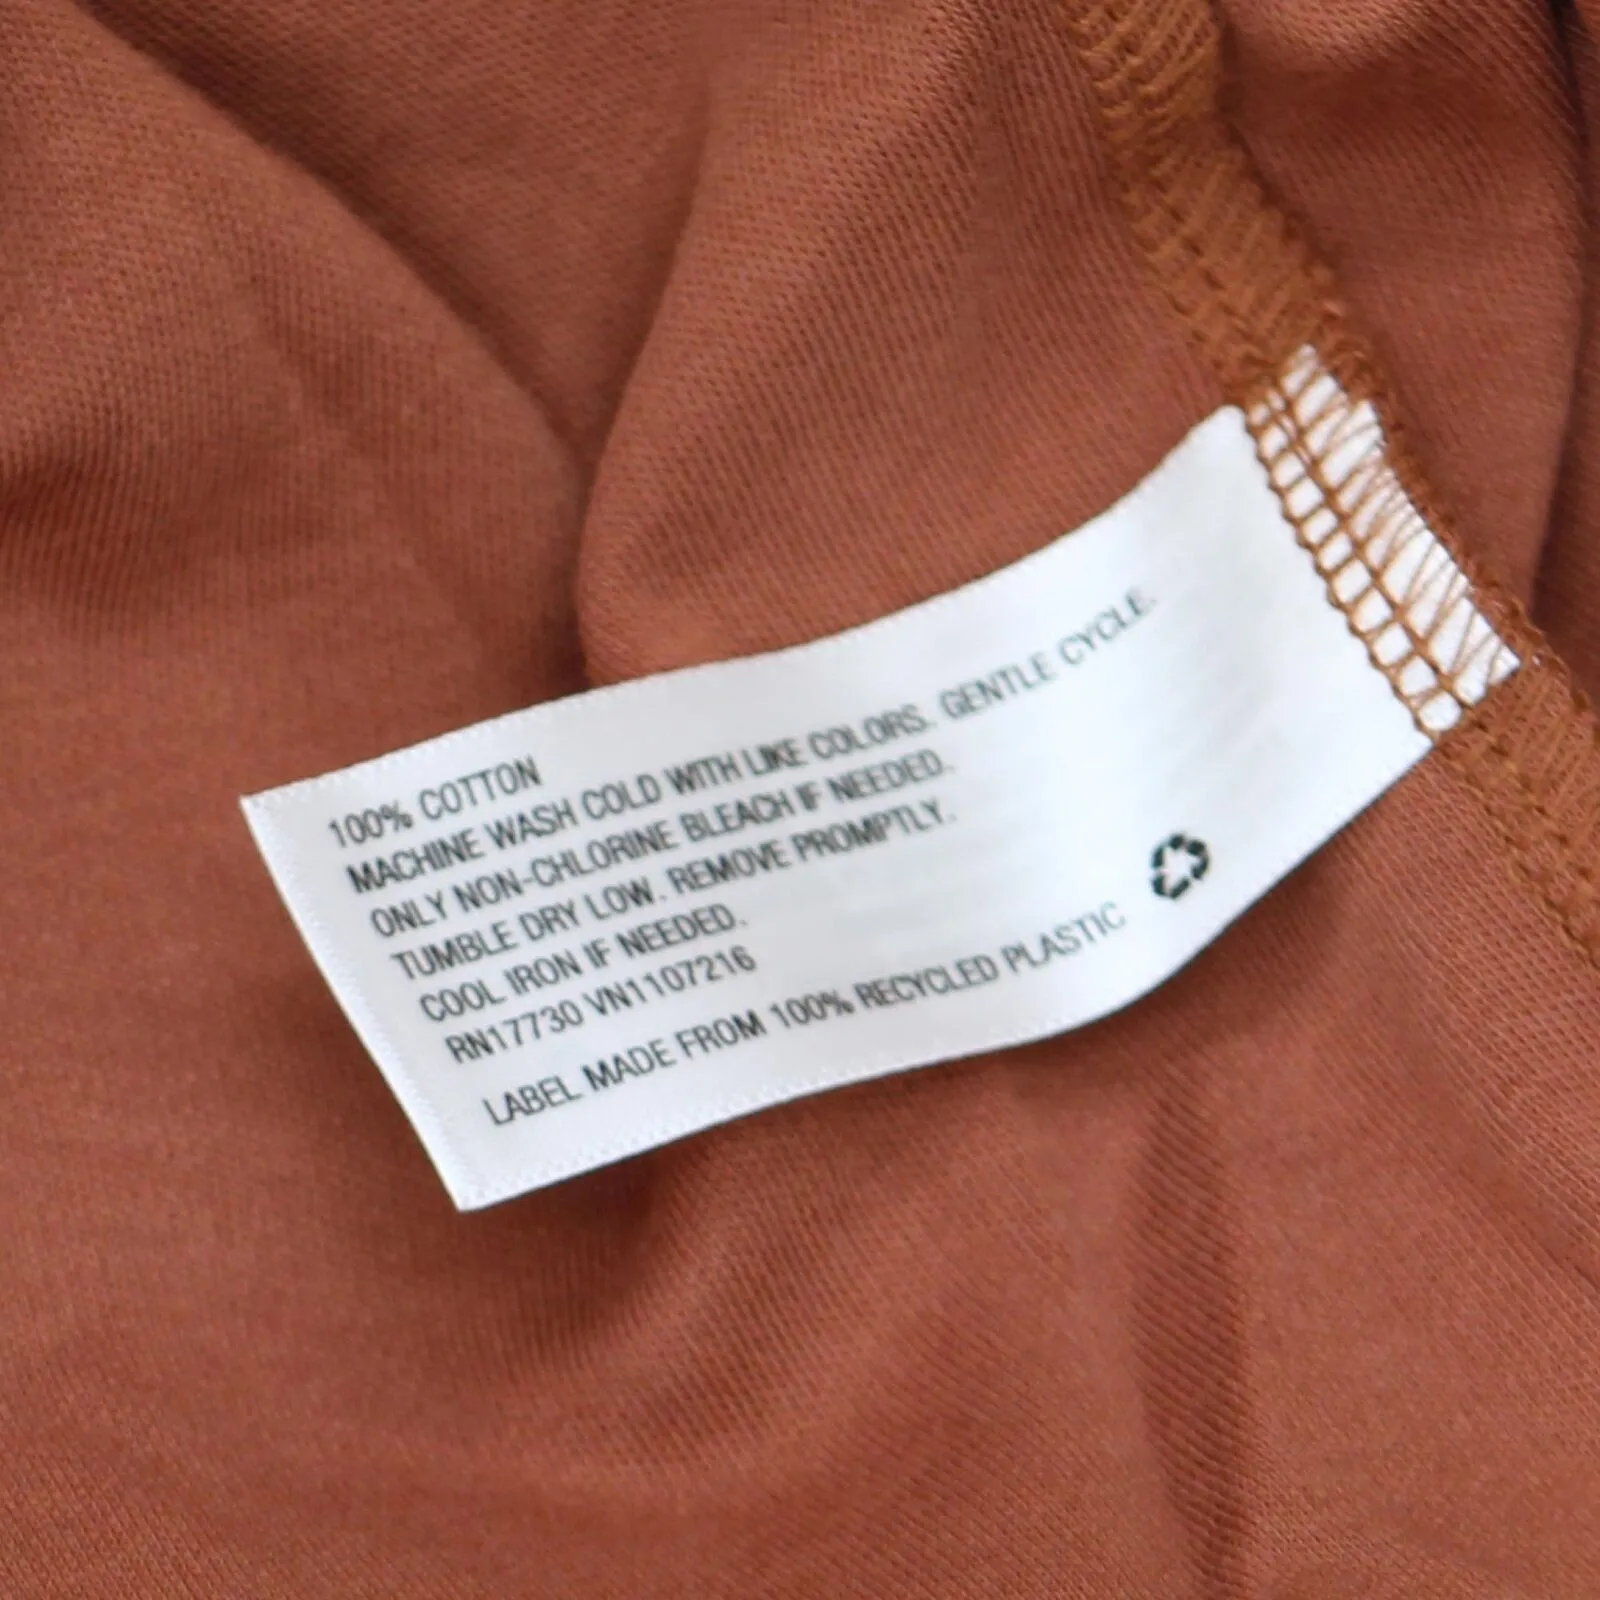 100% COTTON
MACHINE WASH COLD WITH LIKE COLORS. GENTLE CYCLE.
ONLY NON-CHLORINE BLEACH IF NEEDED.
TUMBLE DRY LOW. REMOVE PROMPTLY.
COOL IRON IF NEEDED.
RN17730 VN1107216
LABEL MADE FROM 100% RECYCLED PLASTIC